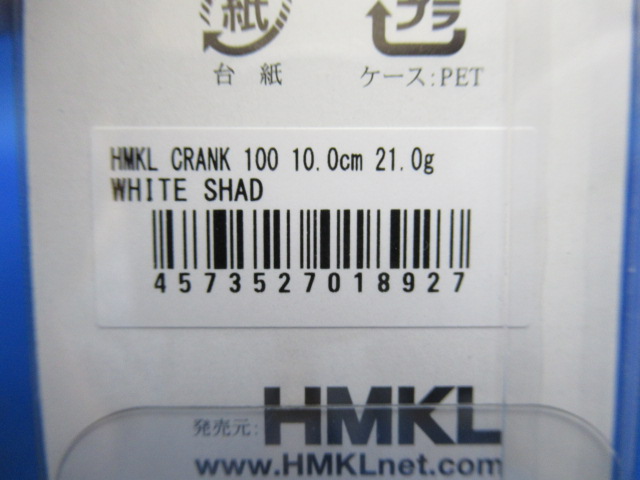 紙
プラ
台 紙
ケース:PET
HMKL CRANK 100 10.0cm 21.0g
WHITE SHAD
4573527018927
発売元: HMKL
www.HMKLnet.com